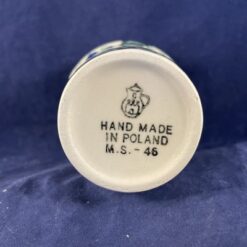 HAND MADE
IN POLAND
M.S. - 46